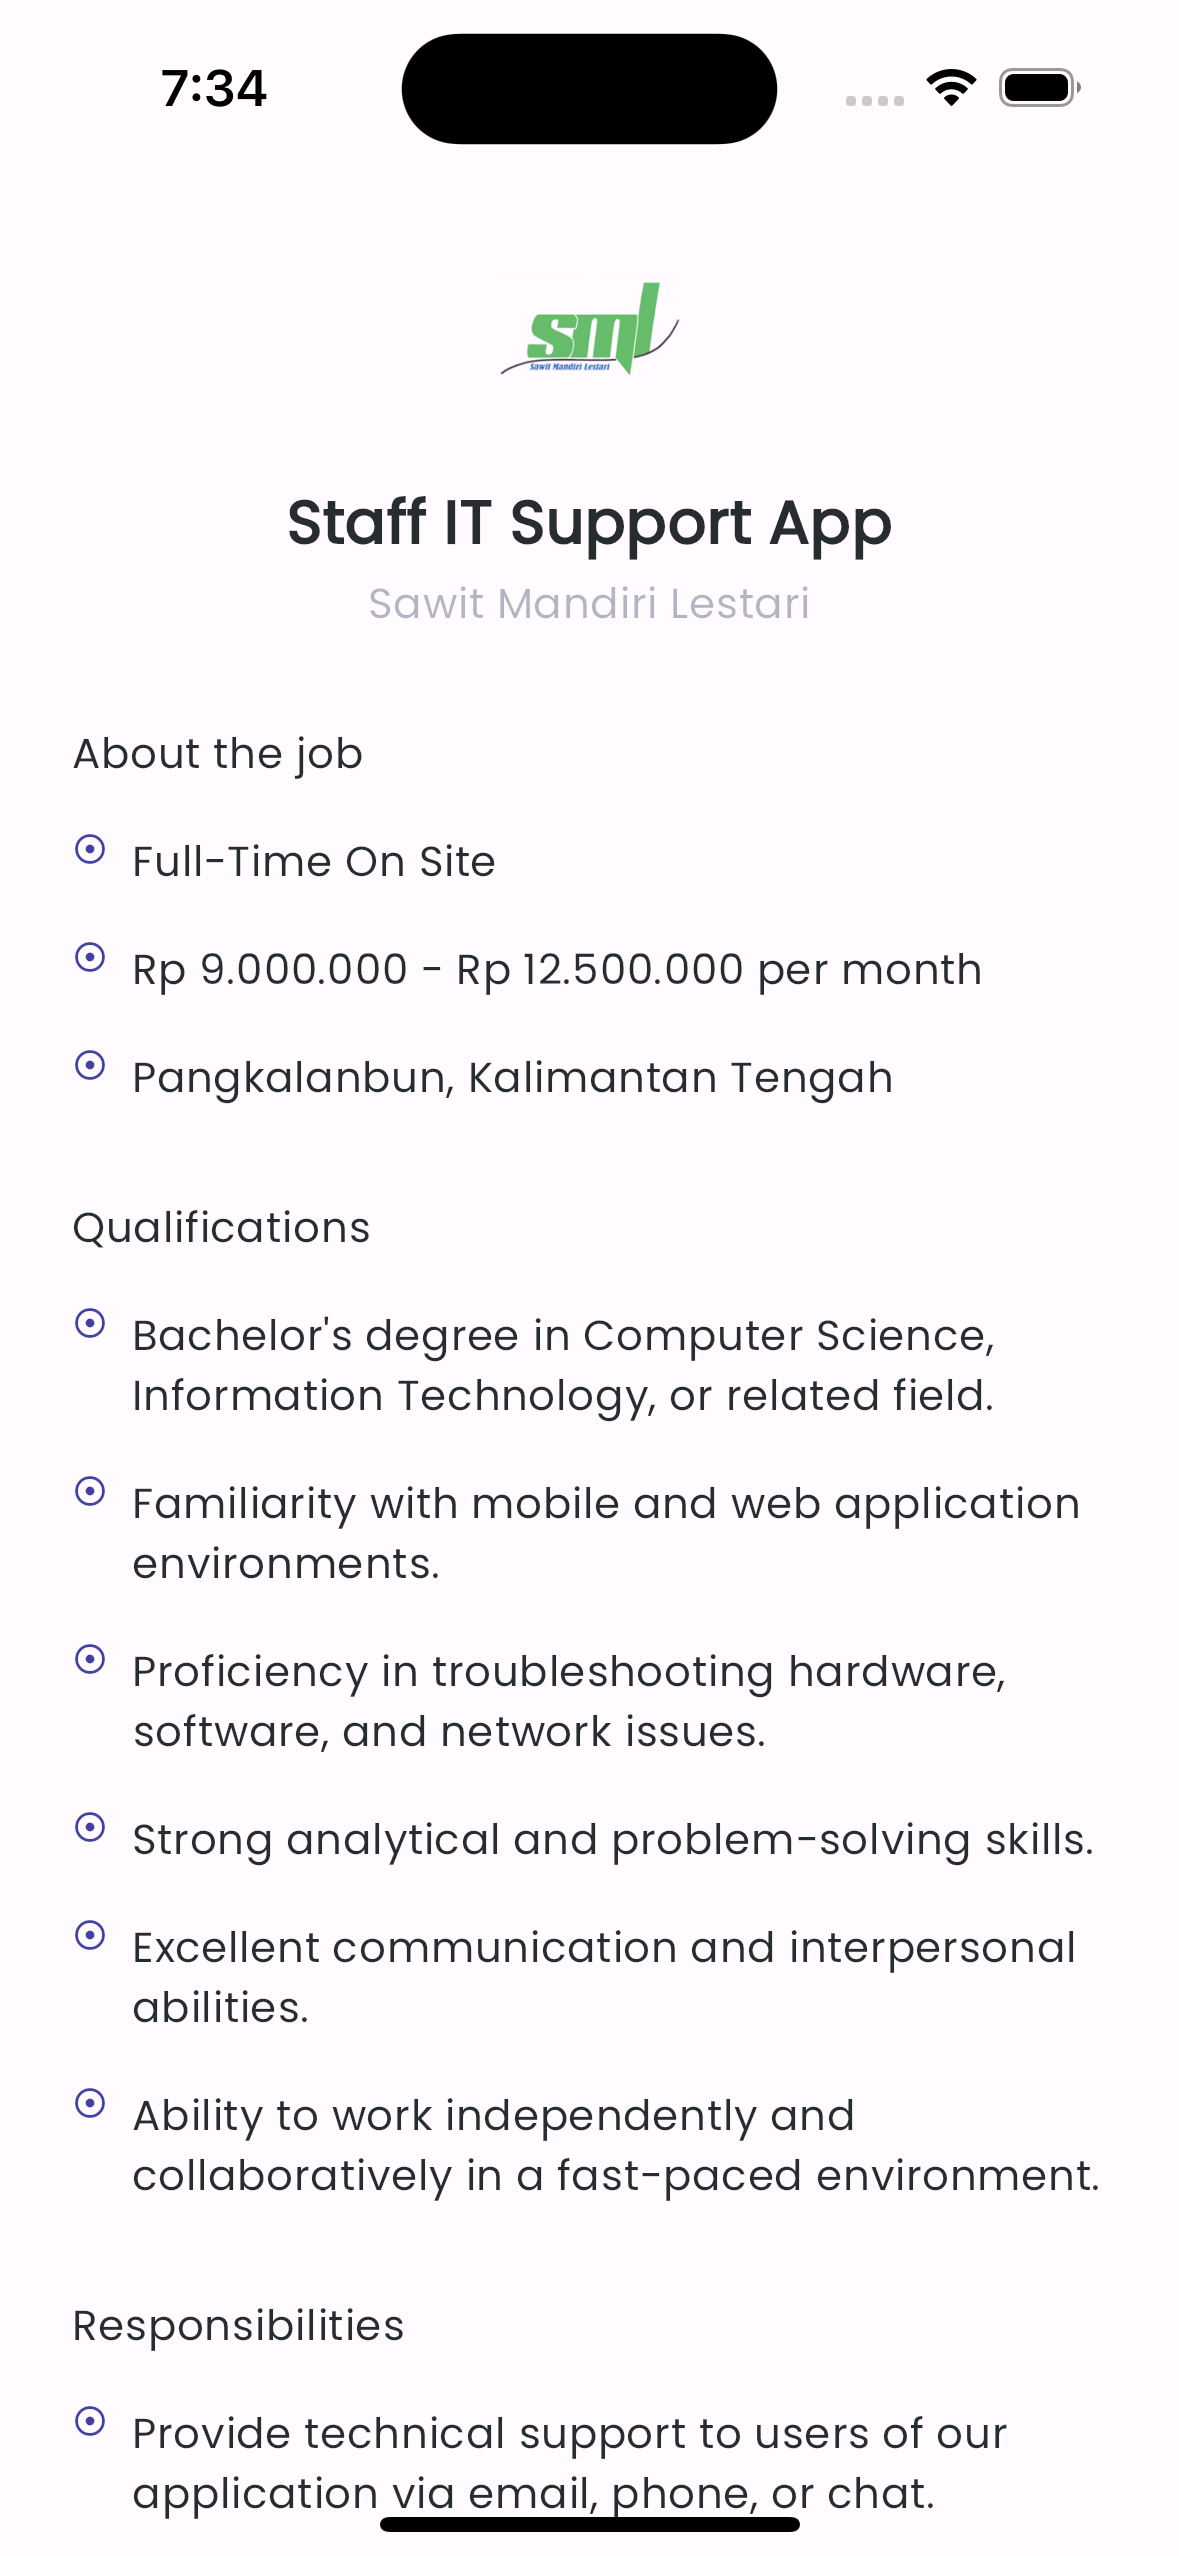 7:34
sml
Sawit Mandiri Lestari
Staff IT Support App
Sawit Mandiri Lestari
About the job
Full-Time On Site
Rp 9.000.000 - Rp 12.500.000 per month
Pangkalanbun, Kalimantan Tengah
Qualifications
Bachelor's degree in Computer Science,
Information Technology, or related field.
Familiarity with mobile and web application
environments.
Proficiency in troubleshooting hardware,
software, and network issues.
Strong analytical and problem-solving skills.
Excellent communication and interpersonal
abilities.
Ability to work independently and
collaboratively in a fast-paced environment.
Responsibilities
Provide technical support to users of our
application via email, phone, or chat.